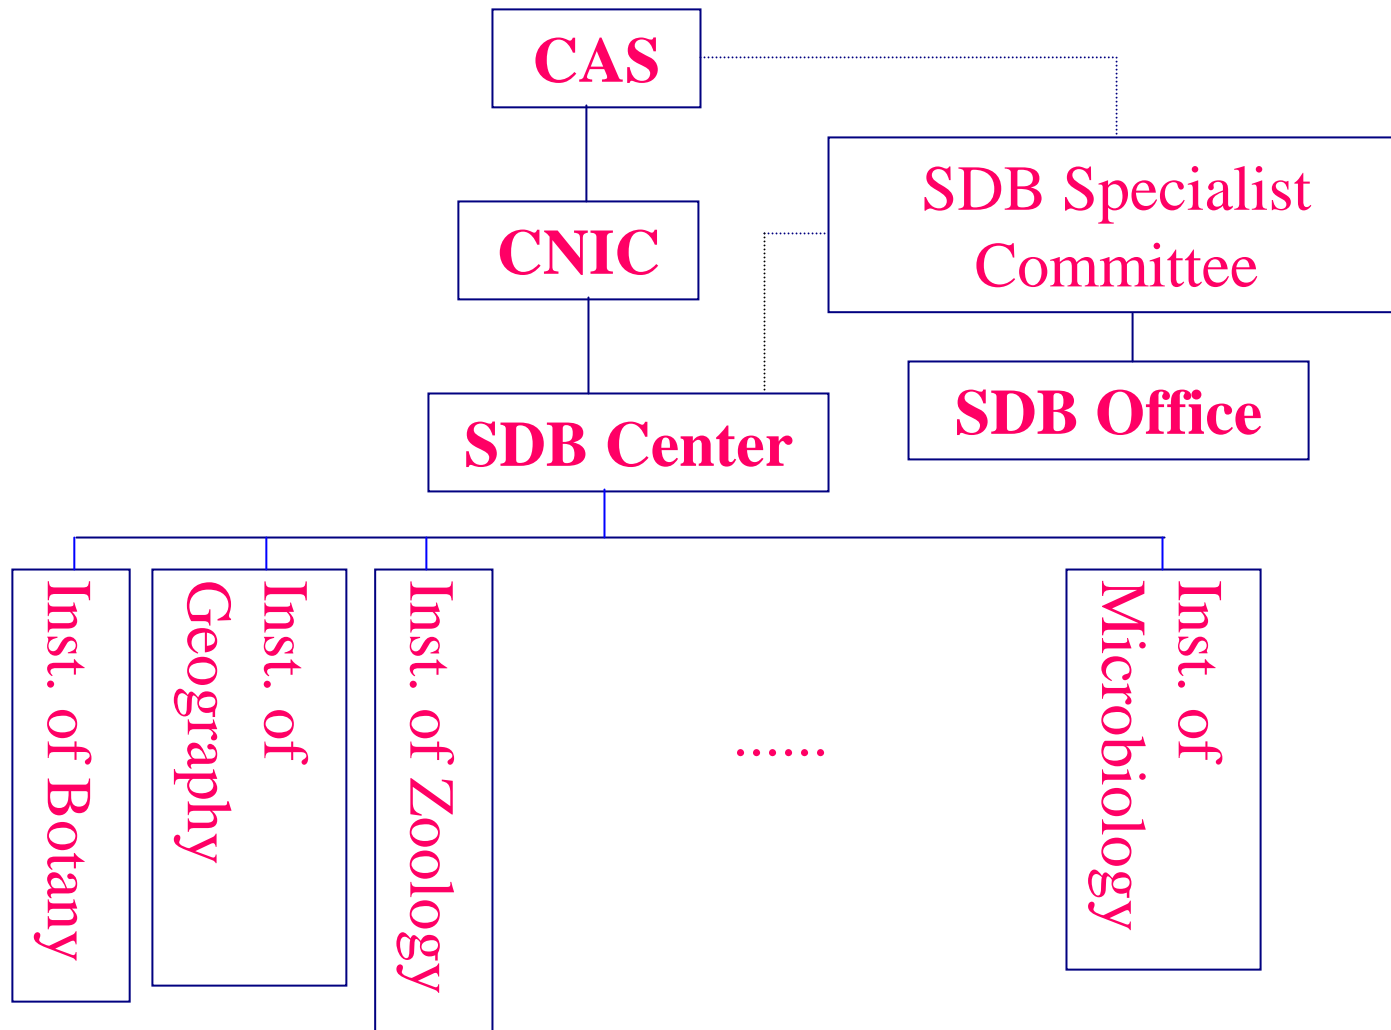 CAS
SDB Specialist
Committee
CNIC
SDB Office
SDB Center
Inst. of Botany
Inst. of
Geography
Inst. of Zoology
......
Inst. of
Microbiology